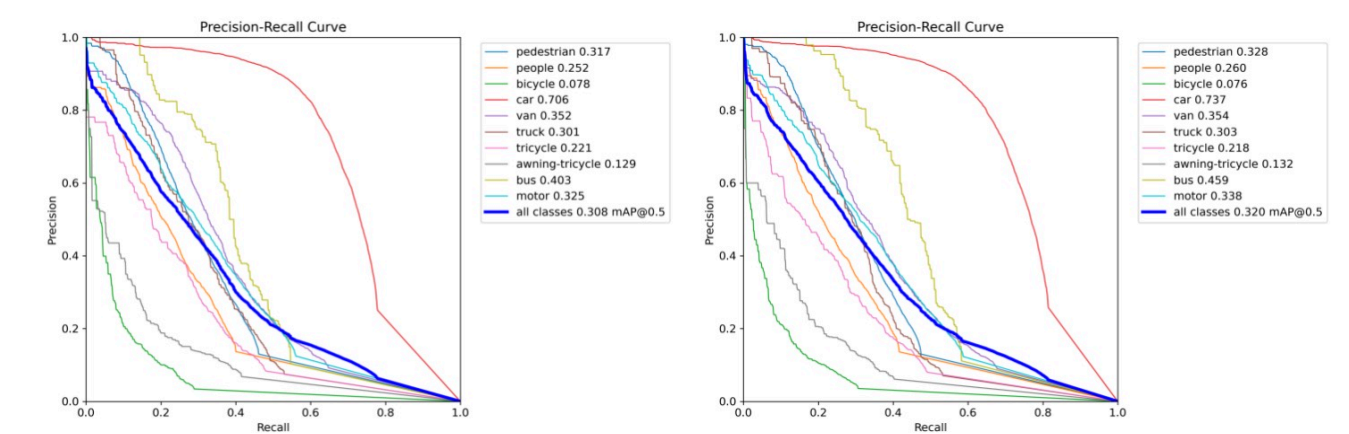 Precision-Recall Curve
1.0
0.8
0.6
0.4
0.2
0.0
Precision
0.0 0.2 0.4 0.6 0.8 1.0
Recall
pedestrian 0.317
people 0.252
bicycle 0.078
car 0.706
van 0.352
truck 0.301
tricycle 0.221
awning-tricycle 0.129
bus 0.403
motor 0.325
all classes 0.308 mAP@0.5
Precision-Recall Curve
1.0
0.8
0.6
0.4
0.2
0.0
Precision
0.0 0.2 0.4 0.6 0.8 1.0
Recall
pedestrian 0.328
people 0.260
bicycle 0.076
car 0.737
van 0.354
truck 0.303
tricycle 0.218
awning-tricycle 0.132
bus 0.459
motor 0.338
all classes 0.320 mAP@0.5